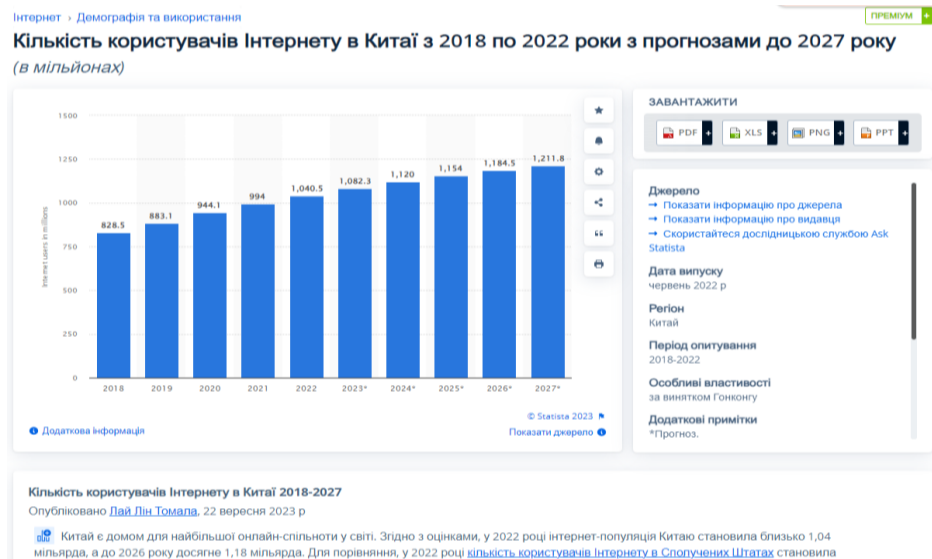 Інтернет › Демографія та використання
ПРЕМІУМ +
Кількість користувачів Інтернету в Китаї з 2018 по 2022 роки з прогнозами до 2027 року
(в мільйонах)
1500
1250
1000
750
500
250
0
Internet users in millions
828.5
883.1
944.1
994
1,040.5
1,082.3
1,120
1,154
1,184.5
1,211.8
2018 2019 2020 2021 2022 2023* 2024* 2025* 2026* 2027*
© Statista 2023
Додаткова інформація
Показати джерело
ЗАВАНТАЖИТИ
PDF + XLS + PNG + PPT +
Джерело
→ Показати інформацію про джерела
→ Показати інформацію про видавця
→ Скористайтеся дослідницькою службою Ask
Statista
Дата випуску
червень 2022 р
Регіон
Китай
Період опитування
2018-2022
Особливі властивості
за винятком Гонконгу
Додаткові примітки
*Прогноз.
Кількість користувачів Інтернету в Китаї 2018-2027
Опубліковано Лай Лін Томала, 22 вересня 2023 р
Китай є домом для найбільшої онлайн-спільноти у світі. Згідно з оцінками, у 2022 році інтернет-популяція Китаю становила близько 1,04
мільярда, а до 2026 року досягне 1,18 мільярда. Для порівняння, у 2022 році кількість користувачів Інтернету в Сполучених Штатах становила